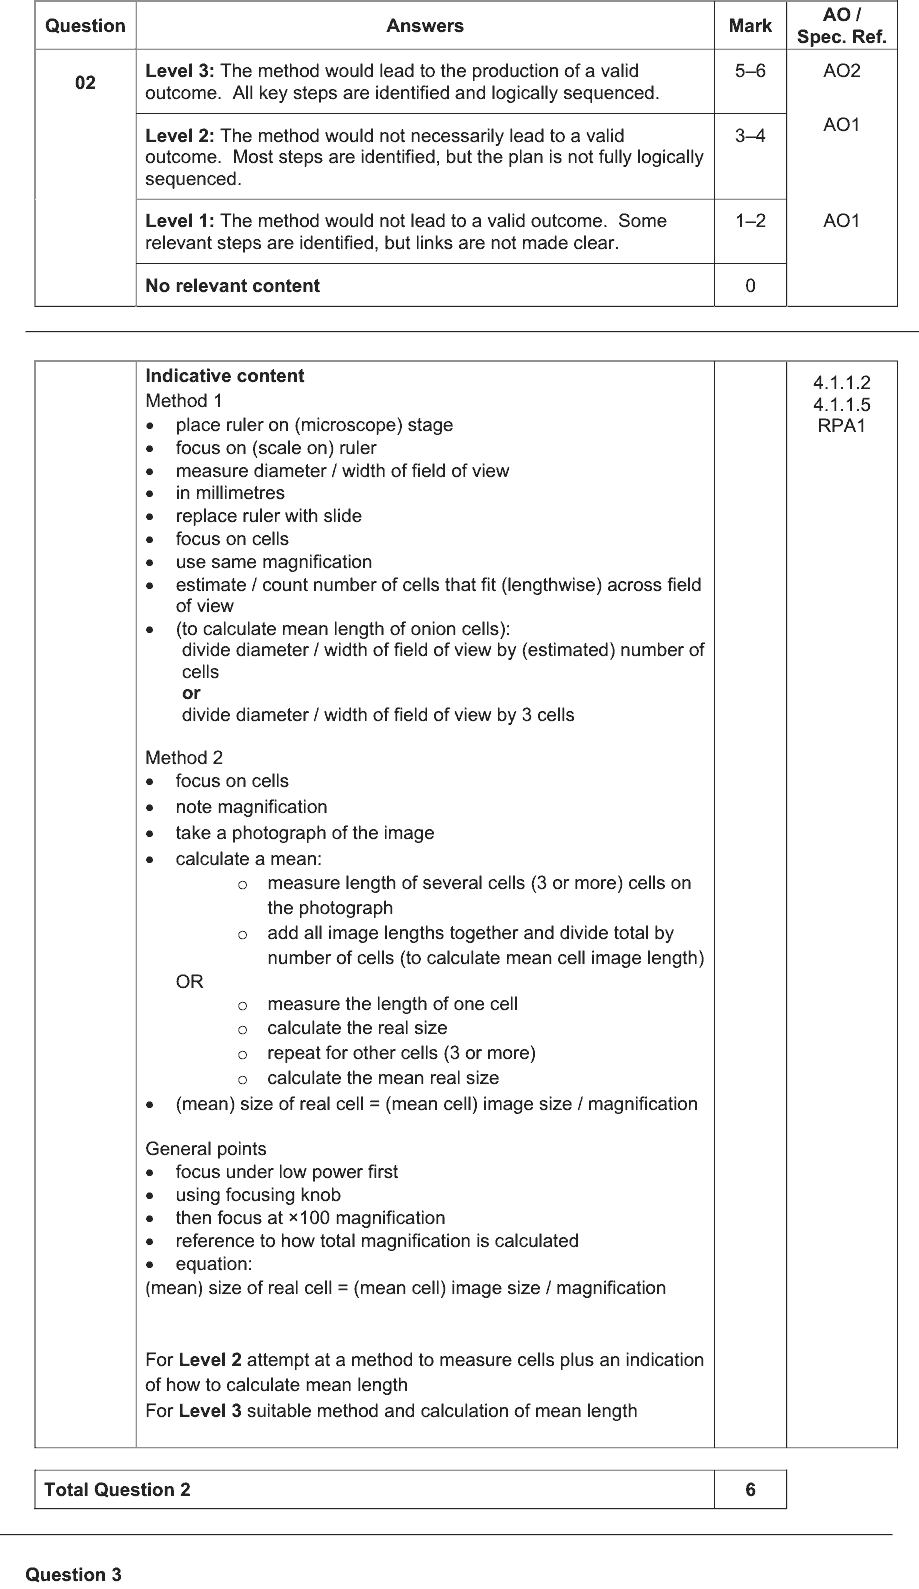 Question Answers Mark AO /
Spec. Ref.
02 Level 3: The method would lead to the production of a valid 5–6 AO2
outcome.  All key steps are identified and logically sequenced.
Level 2: The method would not necessarily lead to a valid 3–4 AO1
outcome.  Most steps are identified, but the plan is not fully logically
sequenced.
Level 1: The method would not lead to a valid outcome.  Some 1–2 AO1
relevant steps are identified, but links are not made clear.
No relevant content 0
Indicative content 4.1.1.2
Method 1 4.1.1.5
• place ruler on (microscope) stage RPA1
• focus on (scale on) ruler
• measure diameter / width of field of view
• in millimetres
• replace ruler with slide
• focus on cells
• use same magnification
• estimate / count number of cells that fit (lengthwise) across field
of view
• (to calculate mean length of onion cells):
divide diameter / width of field of view by (estimated) number of
cells
or
divide diameter / width of field of view by 3 cells
Method 2
• focus on cells
• note magnification
• take a photograph of the image
• calculate a mean:
o measure length of several cells (3 or more) cells on
the photograph
o add all image lengths together and divide total by
number of cells (to calculate mean cell image length)
OR
o measure the length of one cell
o calculate the real size
o repeat for other cells (3 or more)
o calculate the mean real size
• (mean) size of real cell = (mean cell) image size / magnification
General points
• focus under low power first
• using focusing knob
• then focus at ×100 magnification
• reference to how total magnification is calculated
• equation:
(mean) size of real cell = (mean cell) image size / magnification
For Level 2 attempt at a method to measure cells plus an indication
of how to calculate mean length
For Level 3 suitable method and calculation of mean length
Total Question 2 6
Question 3